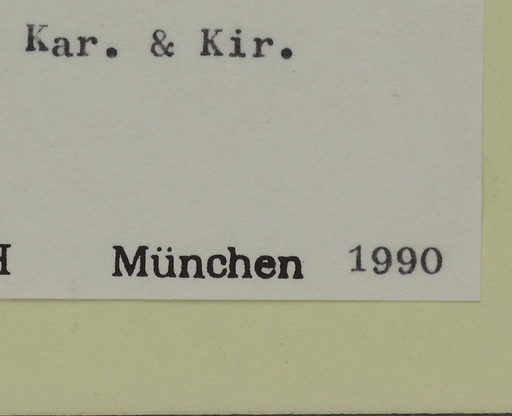 Kar. & Kir.
H München 1990